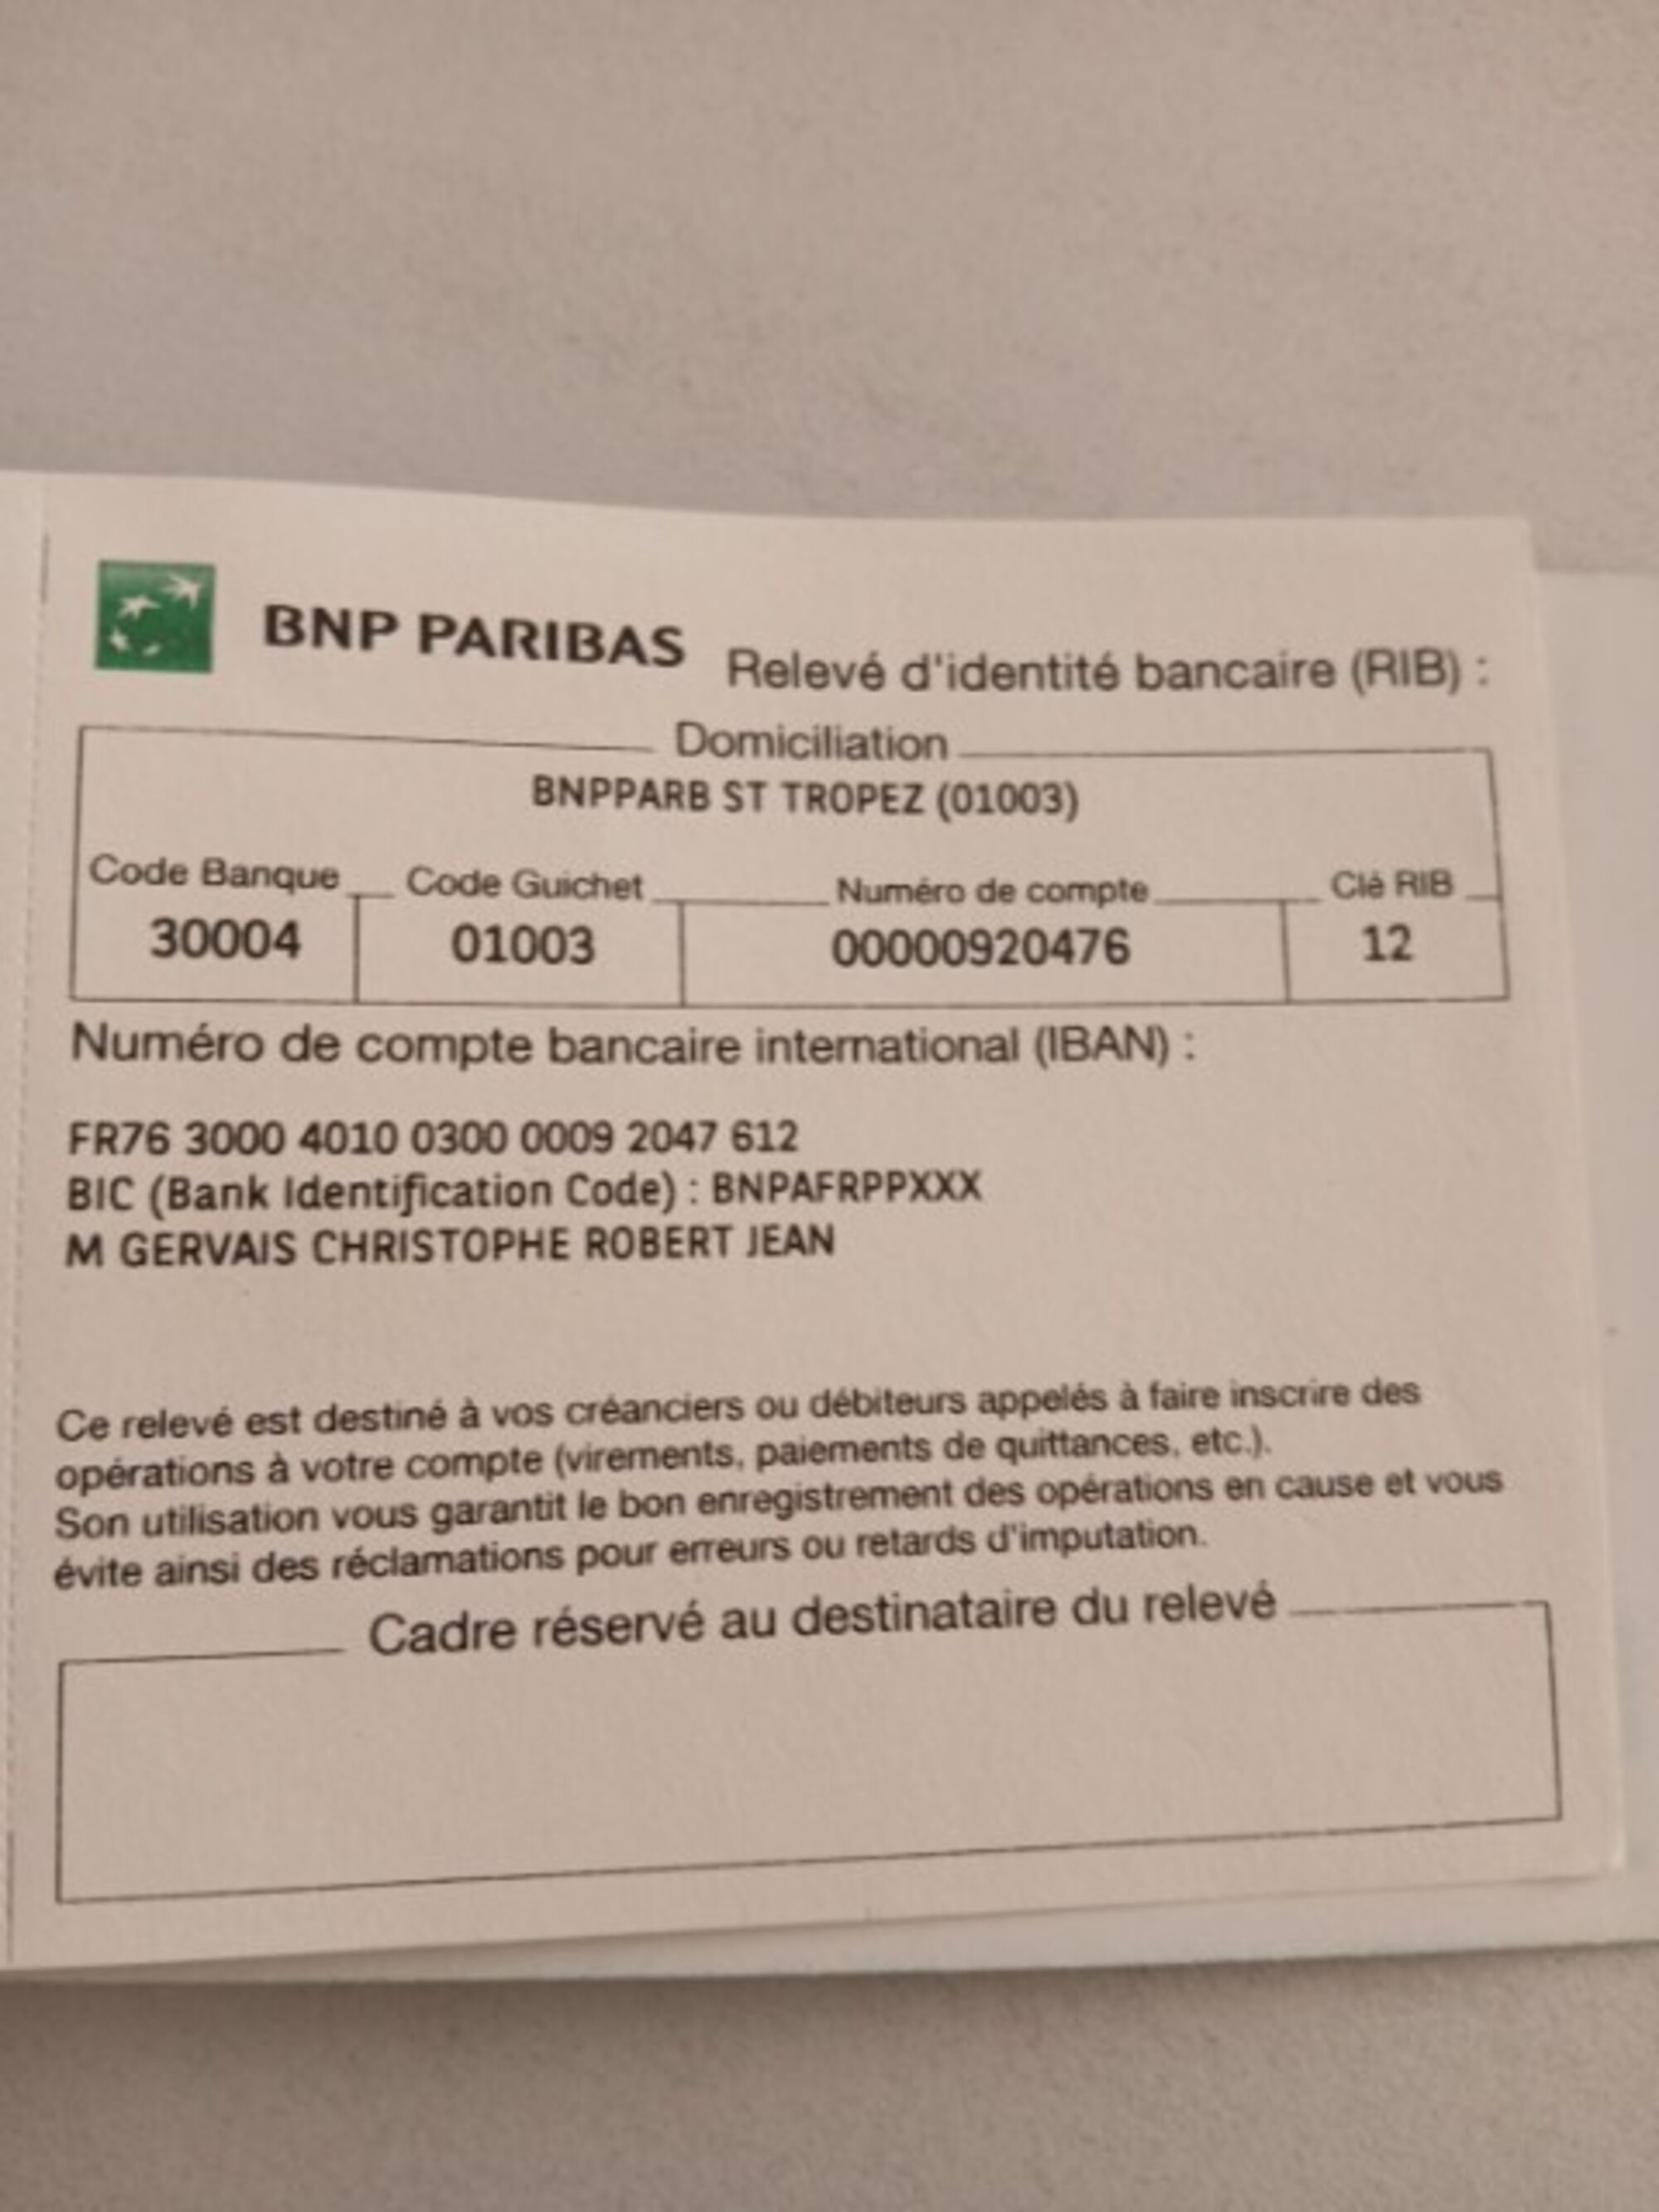 BNP PARIBAS Relevé d'identité bancaire (RIB) :
Domiciliation
BNPPARB ST TROPEZ (01003)
Code Banque Code Guichet Numéro de compte Clé RIB
30004 01003 00000920476 12
Numéro de compte bancaire international (IBAN) :
FR76 3000 4010 0300 0009 2047 612
BIC (Bank Identification Code) : BNPAFRPPXXX
M GERVAIS CHRISTOPHE ROBERT JEAN
Ce relevé est destiné à vos créanciers ou débiteurs appelés à faire inscrire des
opérations à votre compte (virements, paiements de quittances, etc.).
Son utilisation vous garantit le bon enregistrement des opérations en cause et vous
évite ainsi des réclamations pour erreurs ou retards d'imputation.
Cadre réservé au destinataire du relevé